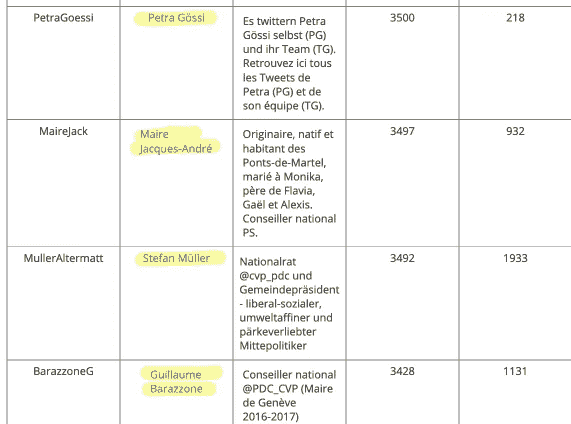 PetraGoessi
Petra Gössi
Es twittern Petra
Gössi selbst (PG)
und ihr Team (TG).
Retrouvez ici tous
les Tweets de
Petra (PG) et de
son équipe (TG).
3500
218
MaireJack
Maire
Jacques-André
Originaire, natif et
habitant des
Ponts-de-Martel,
marié à Monika,
père de Flavia,
Gaël et Alexis.
Conseiller national
PS.
3497
932
MullerAltermatt
Stefan Müller
Nationalrat
@cvp_pdc und
Gemeindepräsident
- liberal-sozialer,
umweltaffiner und
pärkeverliebter
Mittepolitiker
3492
1933
BarazzoneG
Guillaume
Barazzone
Conseiller national
@PDC_CVP (Maire
de Genève
2016-2017)
3428
1131